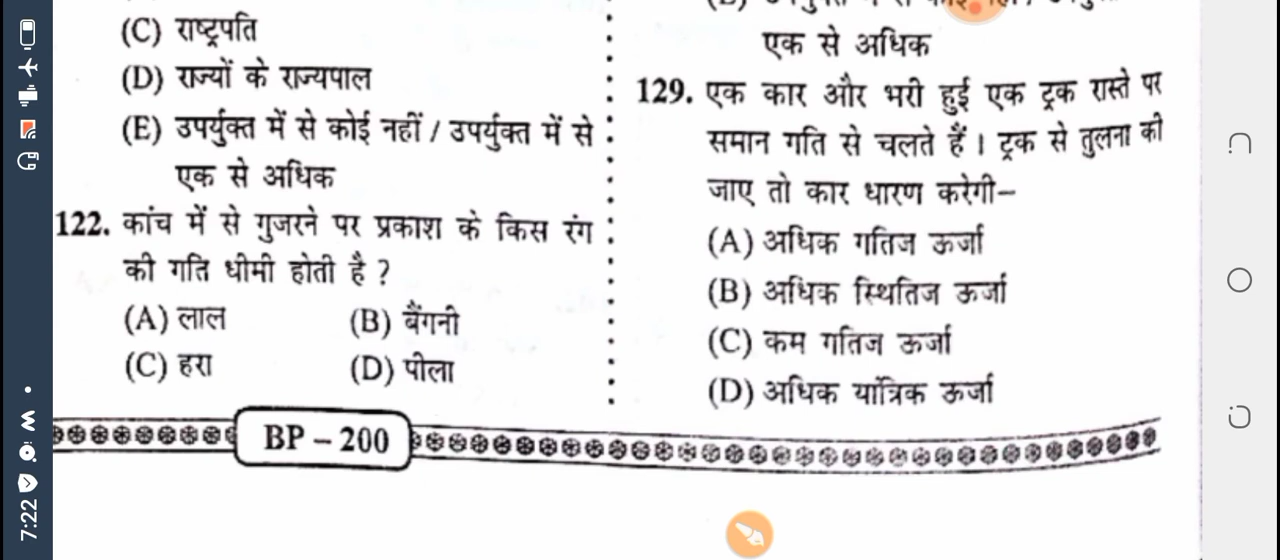 (C) राष्ट्रपति
(D) राज्यों के राज्यपाल
(E) उपर्युक्त में से कोई नहीं / उपर्युक्त में से
एक से अधिक
122. कांच में से गुजरने पर प्रकाश के किस रंग
की गति धीमी होती है ?
(A) लाल (B) बैंगनी
(C) हरा (D) पीला
एक से अधिक
129. एक कार और भरी हुई एक ट्रक रास्ते पर
समान गति से चलते हैं । ट्रक से तुलना की
जाए तो कार धारण करेगी–
(A) अधिक गतिज ऊर्जा
(B) अधिक स्थितिज ऊर्जा
(C) कम गतिज ऊर्जा
(D) अधिक यांत्रिक ऊर्जा
BP – 200
7:22